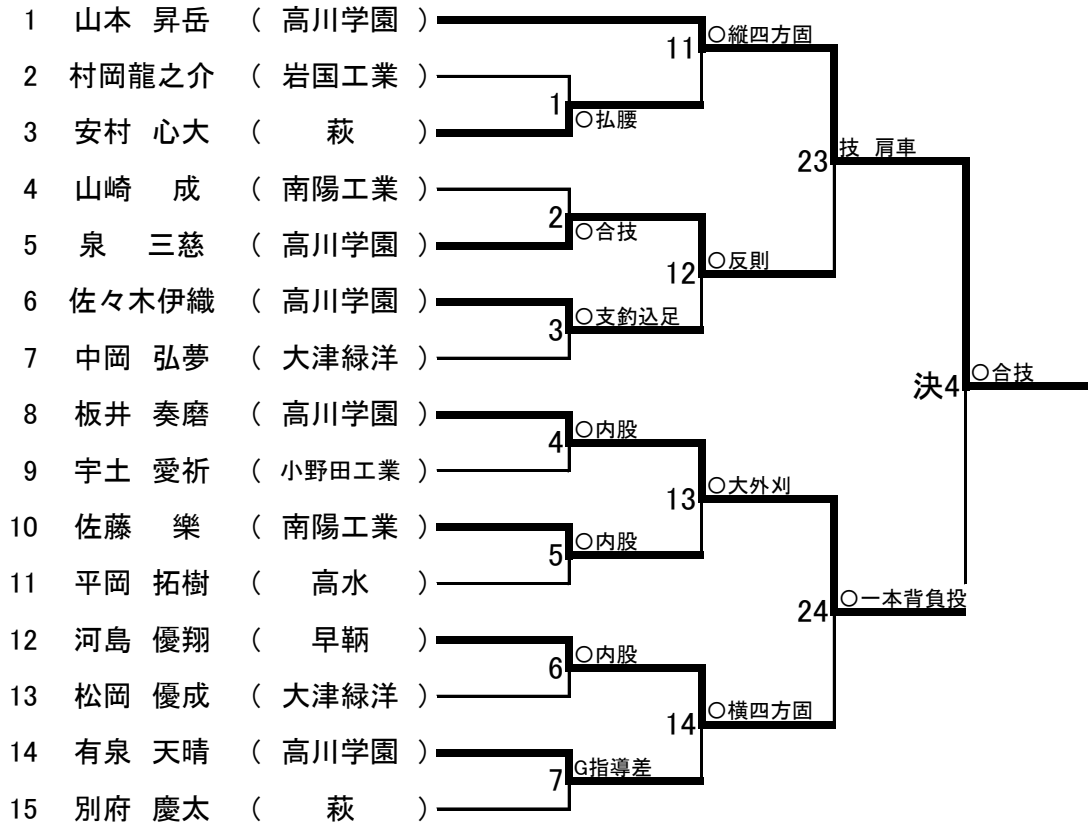 1 山本 昇岳 （ 高川学園 ）
2 村岡龍之介 （ 岩国工業 ）
3 安村 心大 （ 萩 ）
4 山崎 成 （ 南陽工業 ）
5 泉 三慈 （ 高川学園 ）
6 佐々木伊織 （ 高川学園 ）
7 中岡 弘夢 （ 大津緑洋 ）
8 板井 奏磨 （ 高川学園 ）
9 宇土 愛祈 （ 小野田工業 ）
10 佐藤 樂 （ 南陽工業 ）
11 平岡 拓樹 （ 高水 ）
12 河島 優翔 （ 早鞆 ）
13 松岡 優成 （ 大津緑洋 ）
14 有泉 天晴 （ 高川学園 ）
15 別府 慶太 （ 萩 ）
1 ○払腰
2 ○合技
3 ○支釣込足
4 ○内股
5 ○内股
6 ○内股
7 G指導差
11 ○縦四方固
12 ○反則
13 ○大外刈
14 ○横四方固
23 技 肩車
24 ○一本背負投
決4 ○合技